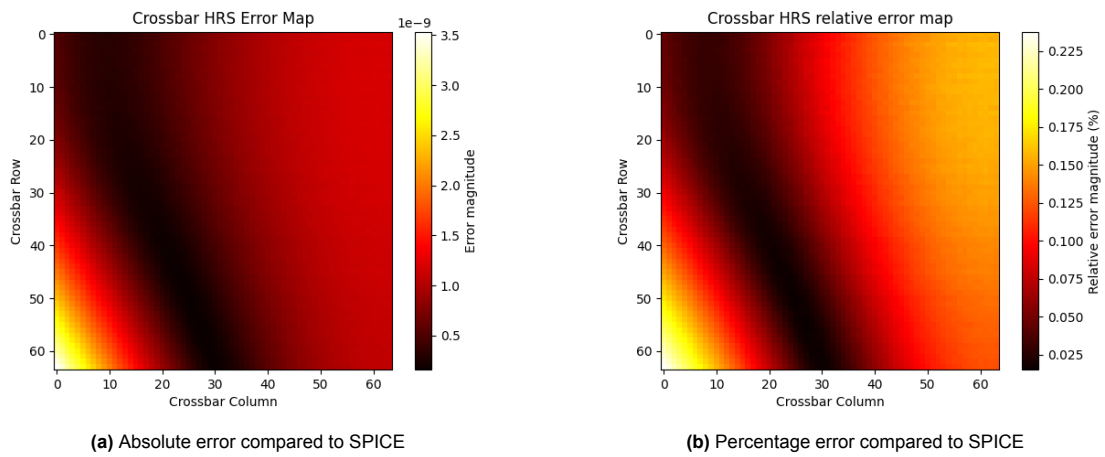 Crossbar HRS Error Map
1e−9
0
10
20
30
40
50
60
Crossbar Row
0 10 20 30 40 50 60
Crossbar Column
3.5
3.0
2.5
2.0
1.5
1.0
0.5
Error magnitude
(a) Absolute error compared to SPICE
Crossbar HRS relative error map
0
10
20
30
40
50
60
Crossbar Row
0 10 20 30 40 50 60
Crossbar Column
0.225
0.200
0.175
0.150
0.125
0.100
0.075
0.050
0.025
Relative error magnitude (%)
(b) Percentage error compared to SPICE